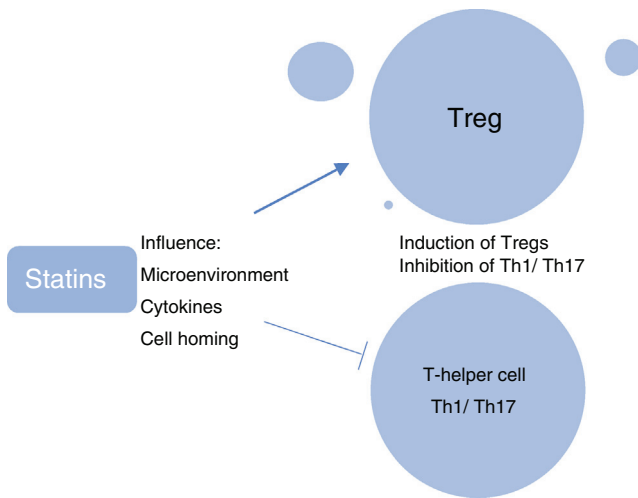 Treg
Statins
Influence:
Microenvironment
Cytokines
Cell homing
Induction of Tregs
Inhibition of Th1/ Th17
T-helper cell
Th1/ Th17